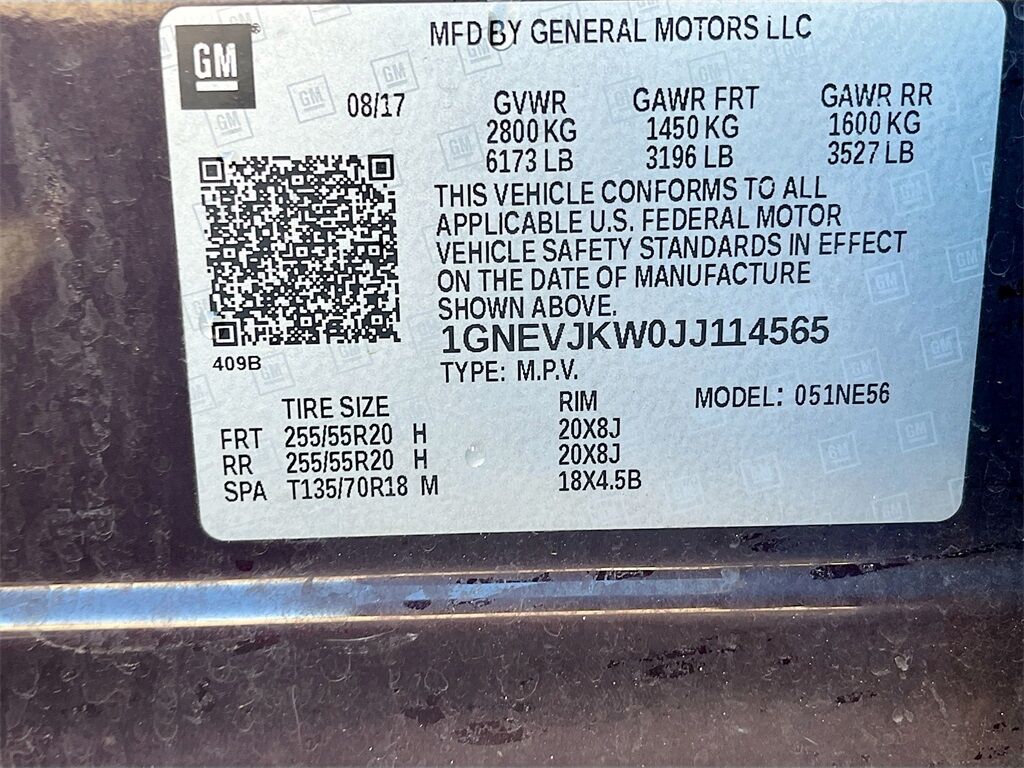 GM
MFD BY GENERAL MOTORS LLC
08/17 GVWR GAWR FRT GAWR RR
2800 KG 1450 KG 1600 KG
6173 LB 3196 LB 3527 LB
THIS VEHICLE CONFORMS TO ALL
APPLICABLE U.S. FEDERAL MOTOR
VEHICLE SAFETY STANDARDS IN EFFECT
ON THE DATE OF MANUFACTURE
SHOWN ABOVE.
1GNEVJKW0JJ114565
409B
TYPE: M.P.V.
MODEL: 051NE56
TIRE SIZE RIM
FRT 255/55R20 H 20X8J
RR 255/55R20 H 20X8J
SPA T135/70R18 M 18X4.5B